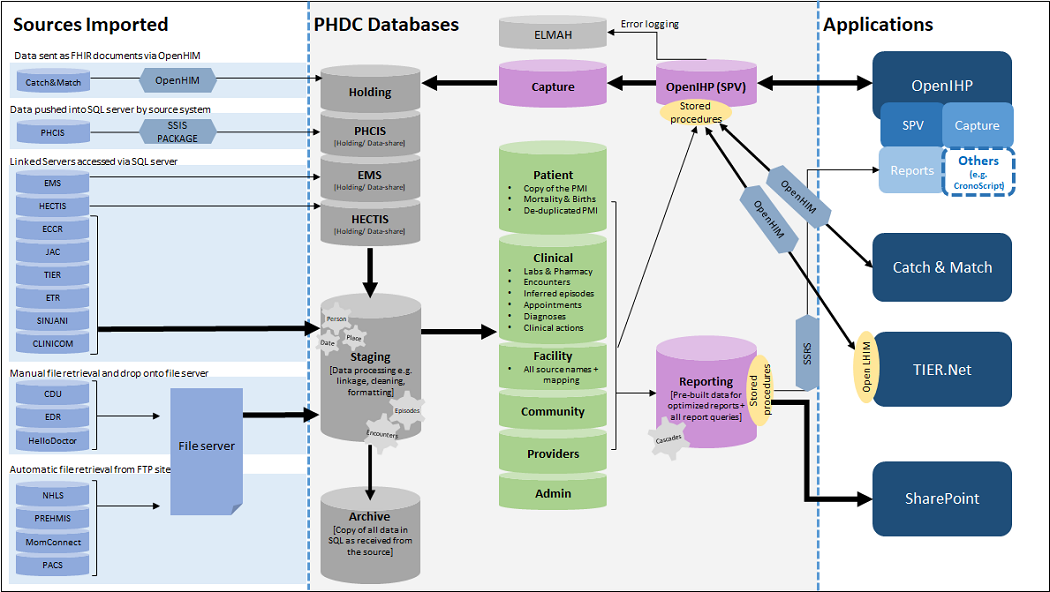 Sources Imported
PHDC Databases
Applications
Data sent as FHIR documents via OpenHIM
Catch&Match
OpenHIM
Data pushed into SQL server by source system
PHCIS
SSIS
PACKAGE
Linked Servers accessed via SQL server
EMS
HECTIS
ECCR
JAC
TIER
ETR
SINJANI
CLINICOM
Manual file retrieval and drop onto file server
CDU
EDR
HelloDoctor
File server
Automatic file retrieval from FTP site
NHLS
PREHMIS
MomConnect
PACS
Holding
PHCIS
[Holding/ Data-share]
EMS
[Holding/ Data-share]
HECTIS
[Holding/ Data-share]
Person
Place
Date
Staging
[Data processing e.g.
linkage, cleaning,
formatting]
Episodes
Encounters
Archive
[Copy of all data in
SQL as received from
the source]
ELMAH
Error logging
Capture
OpenIHP (SPV)
Stored
procedures
Patient
• Copy of the PMI
• Mortality & Births
• De-duplicated PMI
Clinical
• Labs & Pharmacy
• Encounters
• Inferred episodes
• Appointments
• Diagnoses
• Clinical actions
Facility
• All source names +
mapping
Community
Providers
Admin
Reporting
[Pre-built data for
optimized reports +
all report queries]
Cascades
Stored
procedures
SSRS
OpenHIM
OpenHIM
Open LHIM
OpenIHP
SPV
Capture
Reports
Others
(e.g.
CronoScript)
Catch & Match
TIER.Net
SharePoint